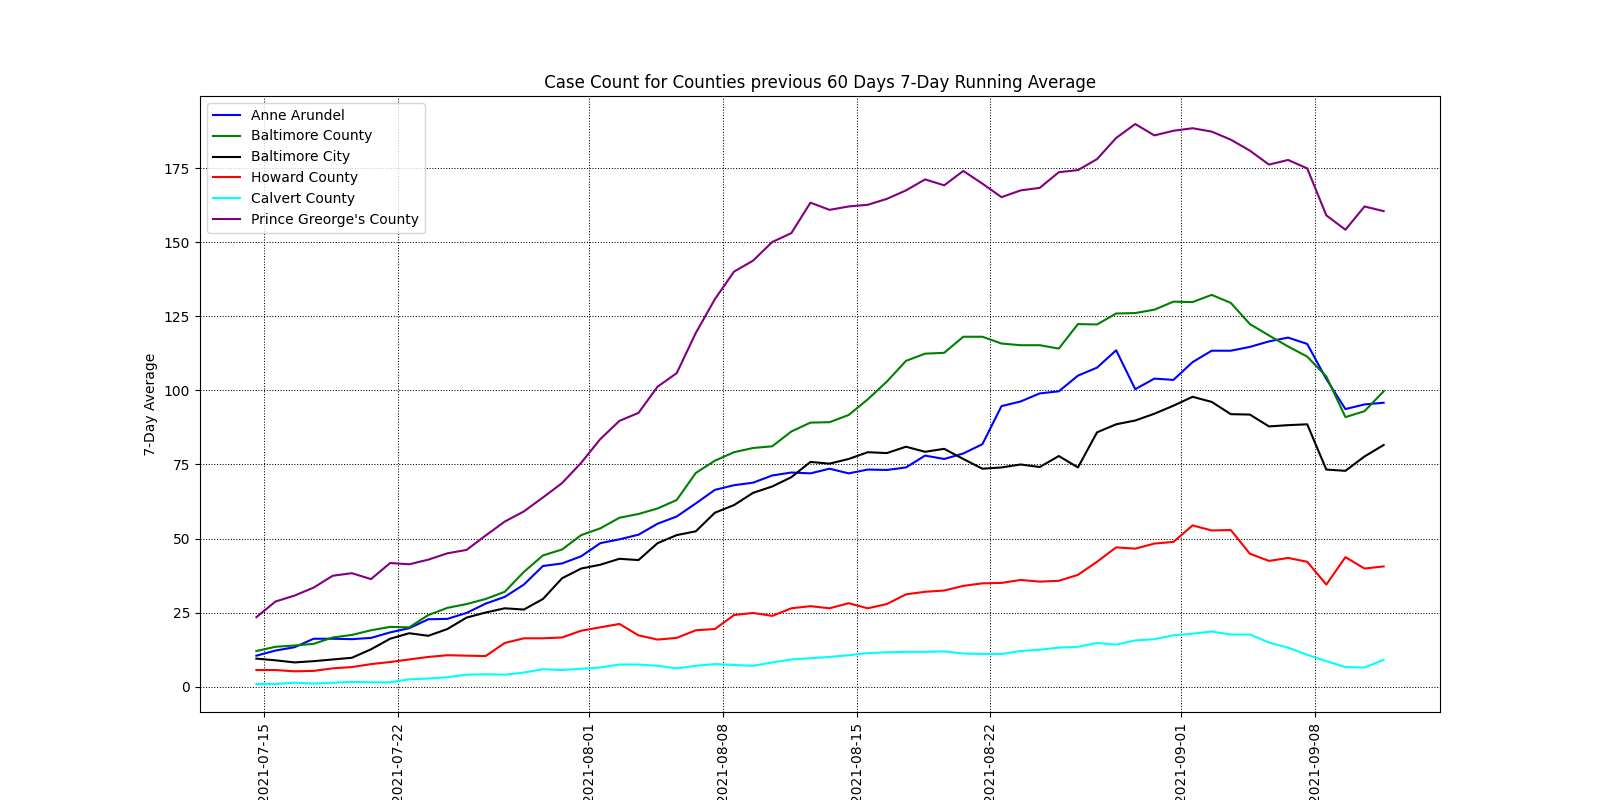 Case Count for Counties previous 60 Days 7-Day Running Average
Anne Arundel
Baltimore County
Baltimore City
Howard County
Calvert County
Prince Greorge's County
7-Day Average
175
150
125
100
75
50
25
0
2021-07-15
2021-07-22
2021-08-01
2021-08-08
2021-08-15
2021-08-22
2021-09-01
2021-09-08